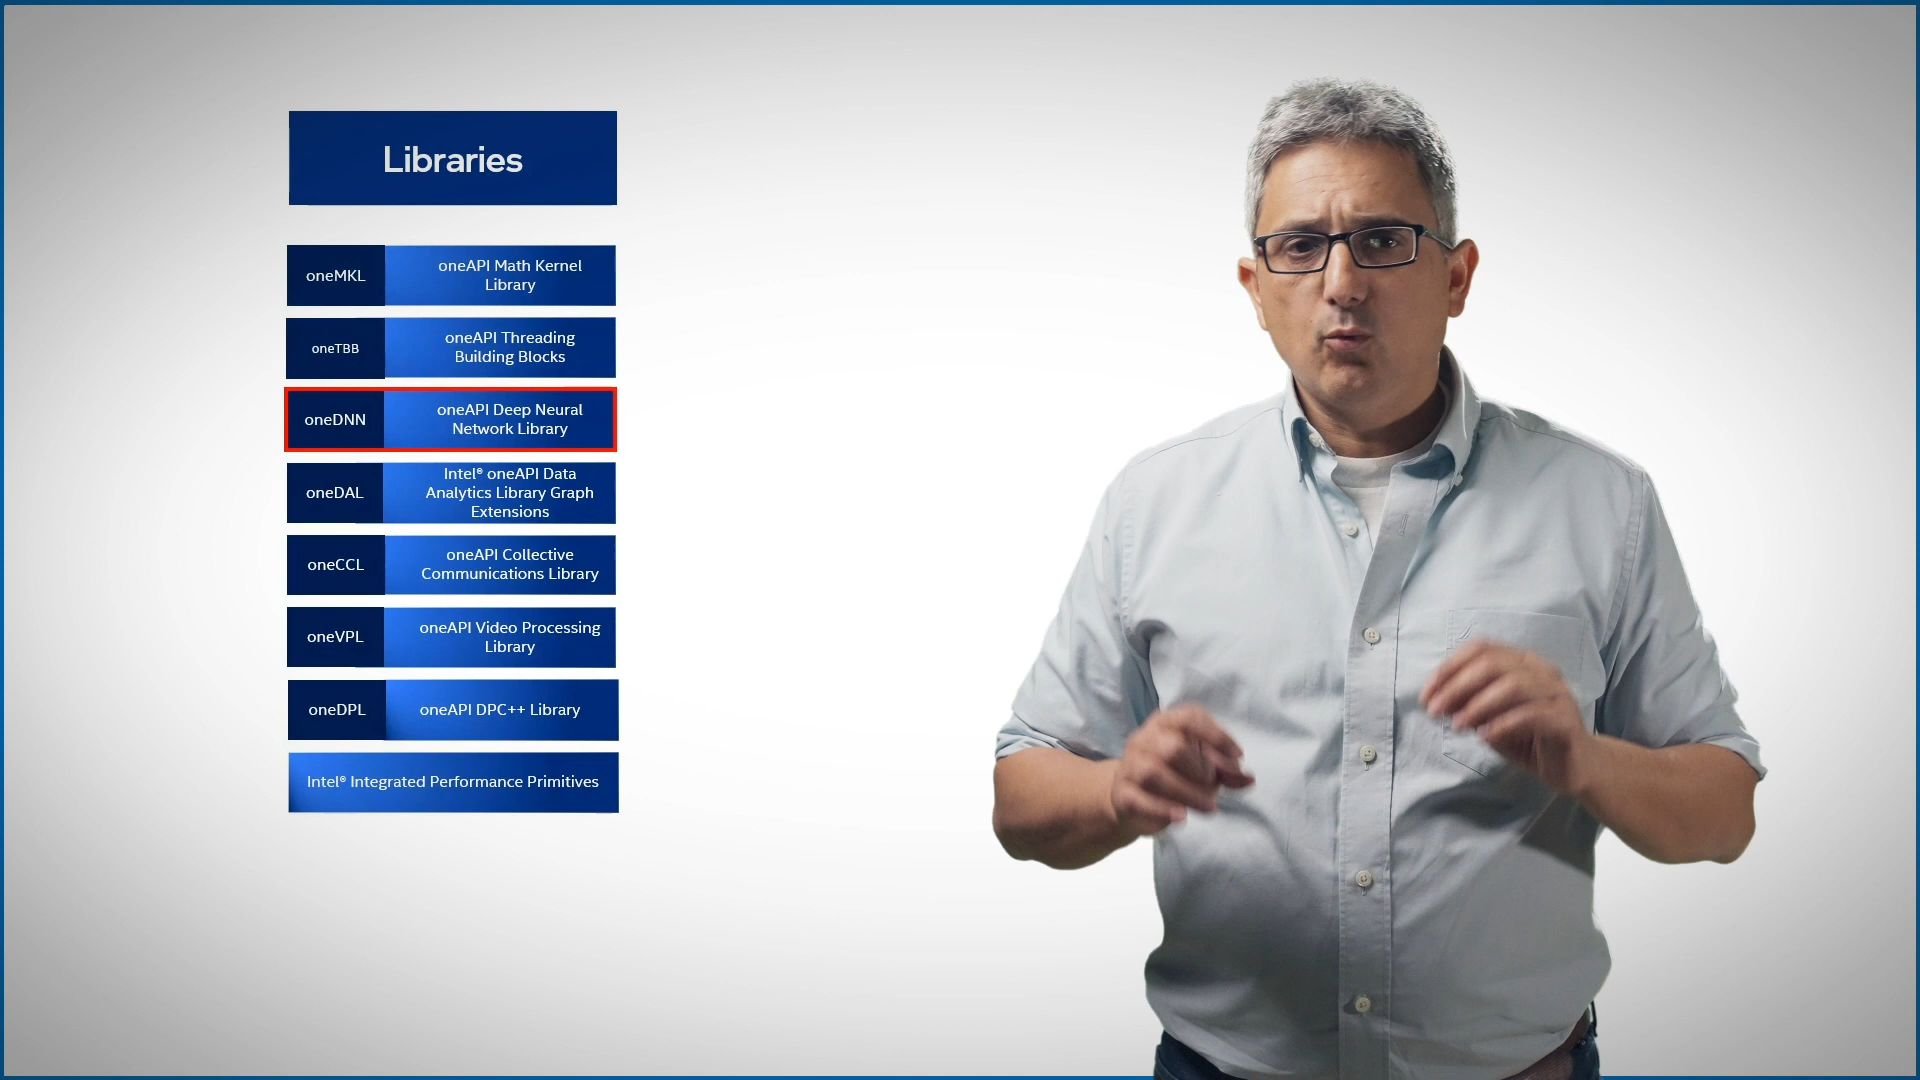 Libraries
oneMKL
oneAPI Math Kernel
Library
oneTBB
oneAPI Threading
Building Blocks
oneDNN
oneAPI Deep Neural
Network Library
oneDAL
Intel® oneAPI Data
Analytics Library Graph
Extensions
oneCCL
oneAPI Collective
Communications Library
oneVPL
oneAPI Video Processing
Library
oneDPL
oneAPI DPC++ Library
Intel® Integrated Performance Primitives